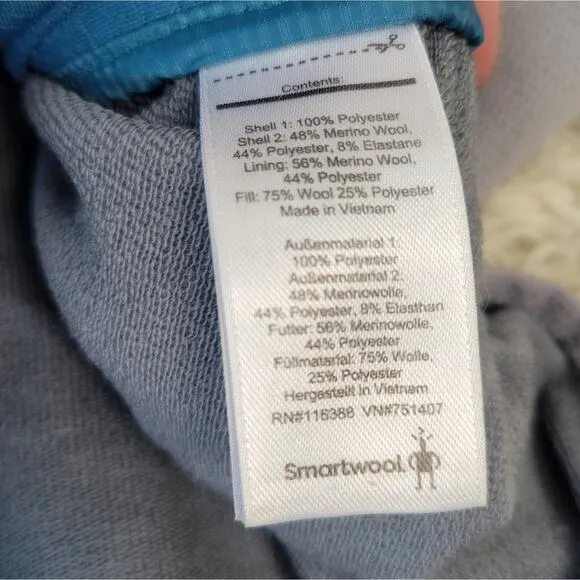 Contents:
Shell 1: 100% Polyester
Shell 2: 48% Merino Wool,
44% Polyester, 8% Elastane
Lining: 56% Merino Wool,
44% Polyester
Fill: 75% Wool 25% Polyester
Made in Vietnam
Außenmaterial 1:
100% Polyester
Außenmaterial 2:
48% Merinowolle,
44% Polyester, 8% Elasthan
Futter: 56% Merinowolle,
44% Polyester
Füllmaterial: 75% Wolle,
25% Polyester
Hergestellt in Vietnam
RN#116388 VN#751407
Smartwool